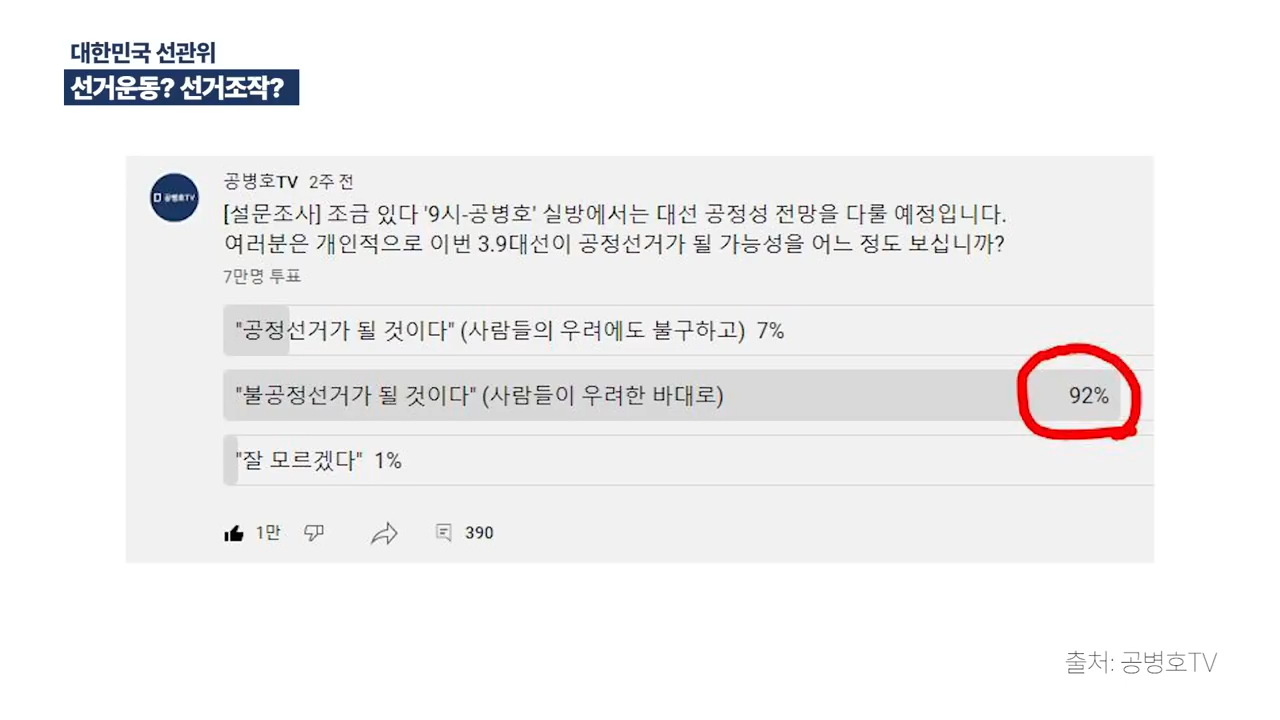 대한민국 선관위
선거운동? 선거조작?
공병호TV
공병호TV 2주 전
[설문조사] 조금 있다 '9시-공병호' 실방에서는 대선 공정성 전망을 다룰 예정입니다.
여러분은 개인적으로 이번 3.9대선이 공정선거가 될 가능성을 어느 정도 보십니까?
7만명 투표
"공정선거가 될 것이다" (사람들의 우려에도 불구하고) 7%
"불공정선거가 될 것이다" (사람들이 우려한 바대로) 92%
"잘 모르겠다" 1%
1만 390
출처: 공병호TV